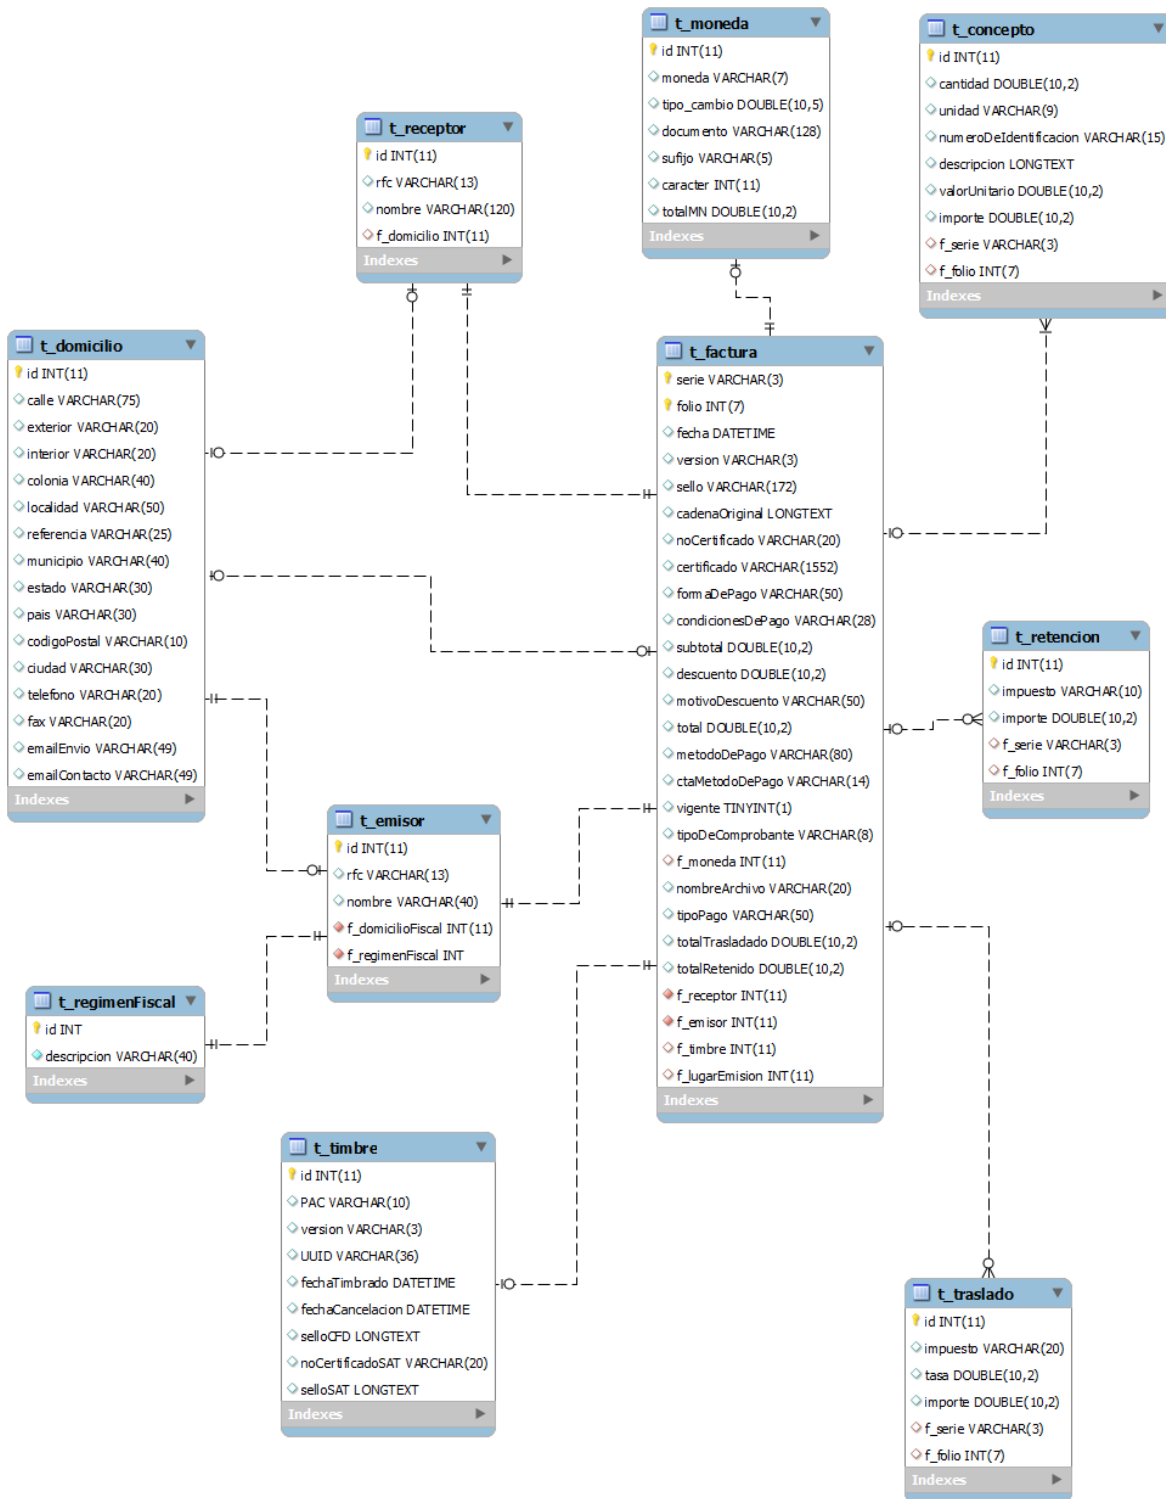 t_moneda
id INT(11)
moneda VARCHAR(7)
tipo_cambio DOUBLE(10,5)
documento VARCHAR(128)
sufijo VARCHAR(5)
caracter INT(11)
totalMN DOUBLE(10,2)
Indexes
t_concepto
id INT(11)
cantidad DOUBLE(10,2)
unidad VARCHAR(9)
numeroDeIdentificacion VARCHAR(15)
descripcion LONGTEXT
valorUnitario DOUBLE(10,2)
importe DOUBLE(10,2)
f_serie VARCHAR(3)
f_folio INT(7)
Indexes
t_receptor
id INT(11)
rfc VARCHAR(13)
nombre VARCHAR(120)
f_domicilio INT(11)
Indexes
t_domicilio
id INT(11)
calle VARCHAR(75)
exterior VARCHAR(20)
interior VARCHAR(20)
colonia VARCHAR(40)
localidad VARCHAR(50)
referencia VARCHAR(25)
municipio VARCHAR(40)
estado VARCHAR(30)
pais VARCHAR(30)
codigoPostal VARCHAR(10)
ciudad VARCHAR(30)
telefono VARCHAR(20)
fax VARCHAR(20)
emailEnvio VARCHAR(49)
emailContacto VARCHAR(49)
Indexes
t_factura
serie VARCHAR(3)
folio INT(7)
fecha DATETIME
version VARCHAR(3)
sello VARCHAR(172)
cadenaOriginal LONGTEXT
noCertificado VARCHAR(20)
certificado VARCHAR(1552)
formaDePago VARCHAR(50)
condicionesDePago VARCHAR(28)
subtotal DOUBLE(10,2)
descuento DOUBLE(10,2)
motivoDescuento VARCHAR(50)
total DOUBLE(10,2)
metodoDePago VARCHAR(80)
ctaMetodoDePago VARCHAR(14)
vigente TINYINT(1)
tipoDeComprobante VARCHAR(8)
f_moneda INT(11)
nombreArchivo VARCHAR(20)
tipoPago VARCHAR(50)
totalTrasladado DOUBLE(10,2)
totalRetenido DOUBLE(10,2)
f_receptor INT(11)
f_emisor INT(11)
f_timbre INT(11)
f_lugarEmision INT(11)
Indexes
t_retencion
id INT(11)
impuesto VARCHAR(10)
importe DOUBLE(10,2)
f_serie VARCHAR(3)
f_folio INT(7)
Indexes
t_emisor
id INT(11)
rfc VARCHAR(13)
nombre VARCHAR(40)
f_domicilioFiscal INT(11)
f_regimenFiscal INT
Indexes
t_regimenFiscal
id INT
descripcion VARCHAR(40)
Indexes
t_timbre
id INT(11)
PAC VARCHAR(10)
version VARCHAR(3)
UUID VARCHAR(36)
fechaTimbrado DATETIME
fechaCancelacion DATETIME
selloCFD LONGTEXT
noCertificadoSAT VARCHAR(20)
selloSAT LONGTEXT
Indexes
t_traslado
id INT(11)
impuesto VARCHAR(20)
tasa DOUBLE(10,2)
importe DOUBLE(10,2)
f_serie VARCHAR(3)
f_folio INT(7)
Indexes